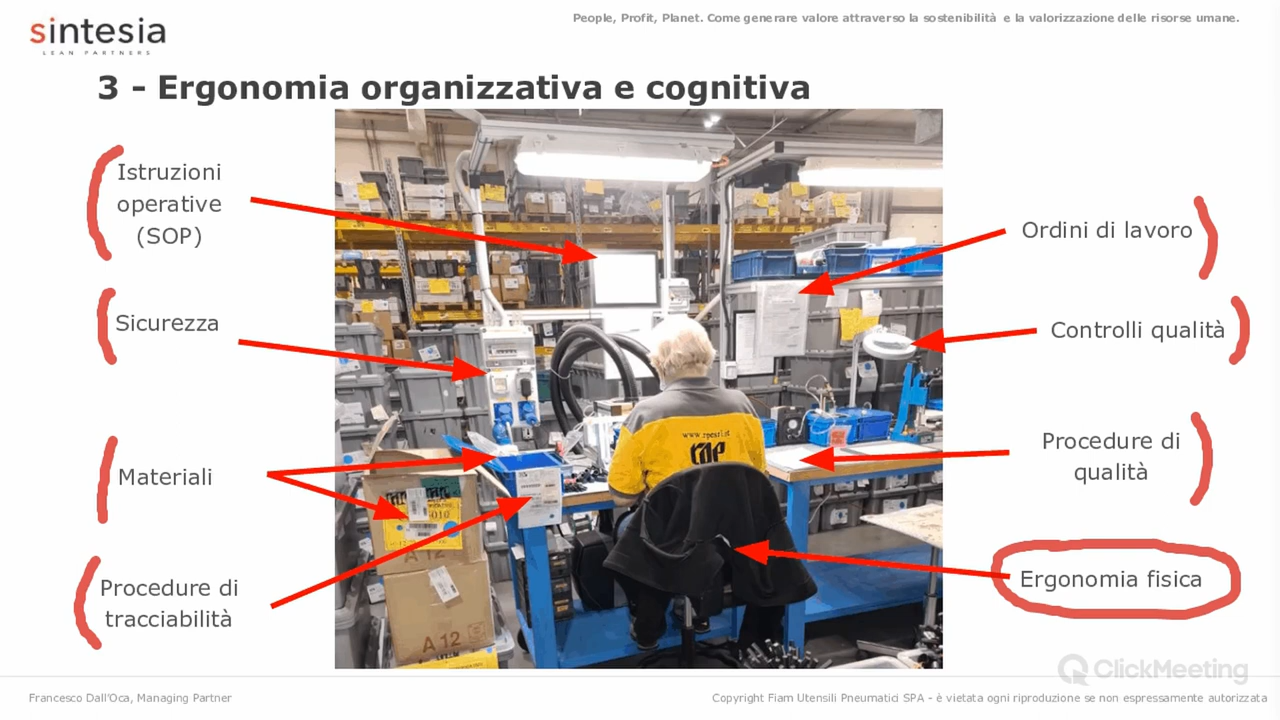 sintesia
LEAN PARTNERS
People, Profit, Planet. Come generare valore attraverso la sostenibilità e la valorizzazione delle risorse umane.
3 - Ergonomia organizzativa e cognitiva
Istruzioni
operative
(SOP)
Sicurezza
Materiali
Procedure di
tracciabilità
Ordini di lavoro
Controlli qualità
Procedure di
qualità
Ergonomia fisica
www.rpesrl.it
rpe
A 12
A 12
ClickMeeting
Francesco Dall'Oca, Managing Partner
Copyright Fiam Utensili Pneumatici SPA - è vietata ogni riproduzione se non espressamente autorizzata